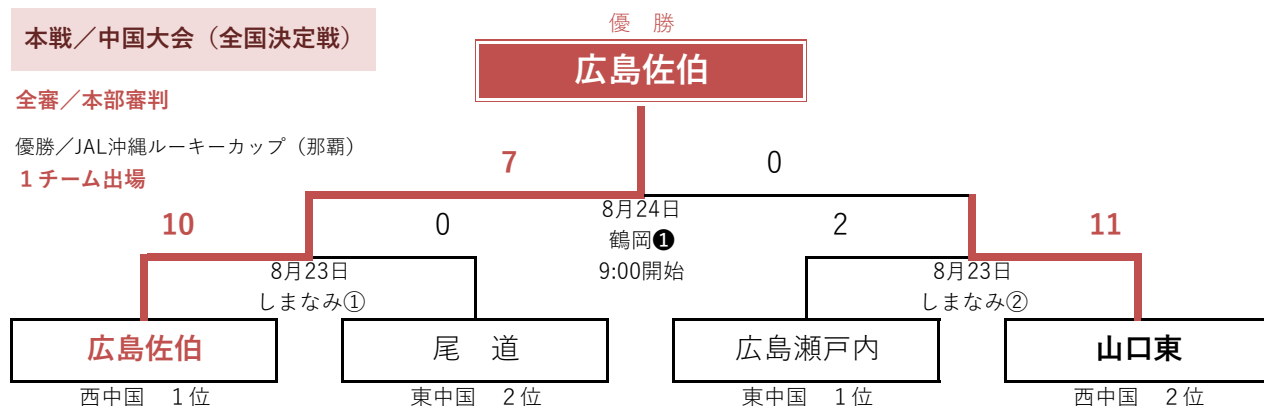 本戦／中国大会（全国決定戦）
優　勝
広島佐伯
全審／本部審判
優勝／JAL沖縄ルーキーカップ（那覇）
１チーム出場
7
0
10
0
8月24日
鶴岡❶
9:00開始
2
11
8月23日
しまなみ①
8月23日
しまなみ②
広島佐伯
尾　道
広島瀬戸内
山口東
西中国　１位
東中国　２位
東中国　１位
西中国　２位